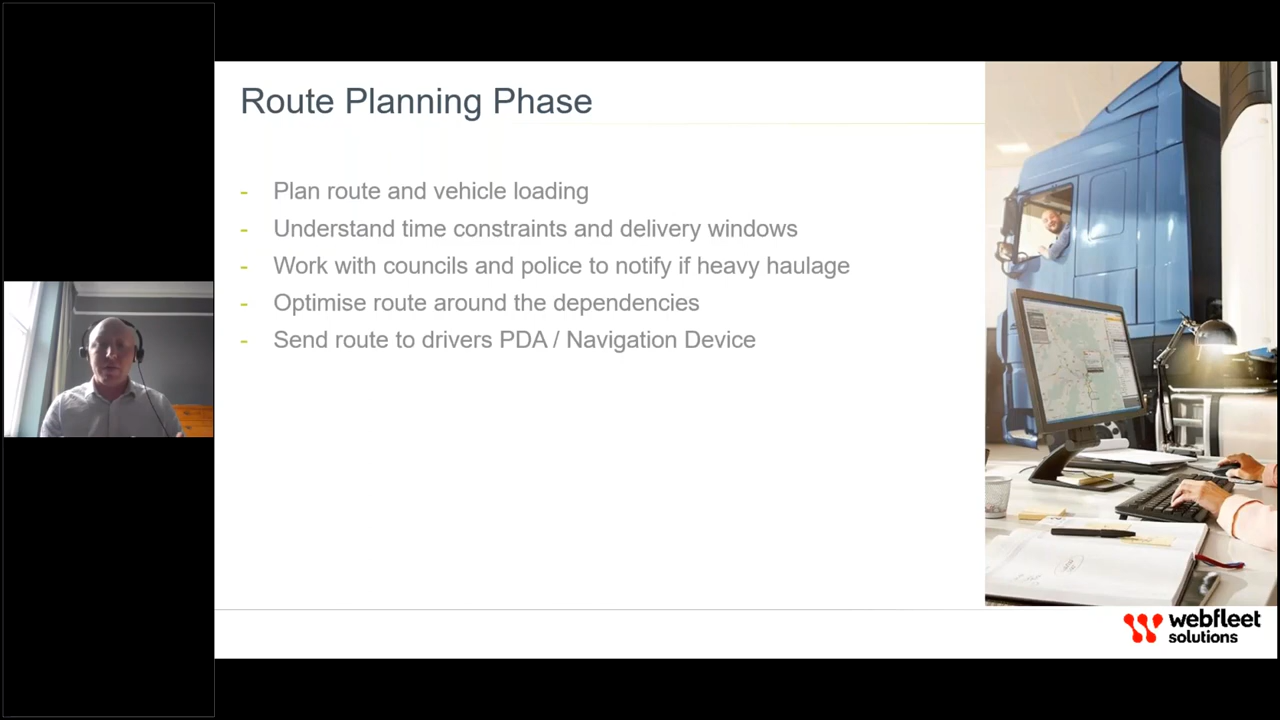 Route Planning Phase
- Plan route and vehicle loading
- Understand time constraints and delivery windows
- Work with councils and police to notify if heavy haulage
- Optimise route around the dependencies
- Send route to drivers PDA / Navigation Device
webfleet
solutions